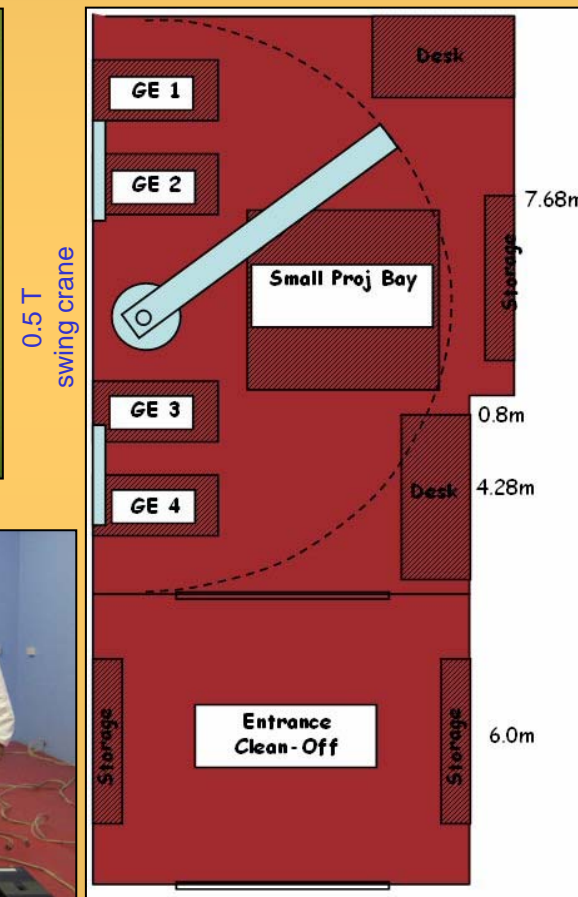 Desk
GE 1
GE 2
7.68m
Storage
Small Proj Bay
0.5 T
swing crane
GE 3
0.8m
GE 4
Desk
4.28m
Storage
Entrance
Clean-Off
Storage
6.0m